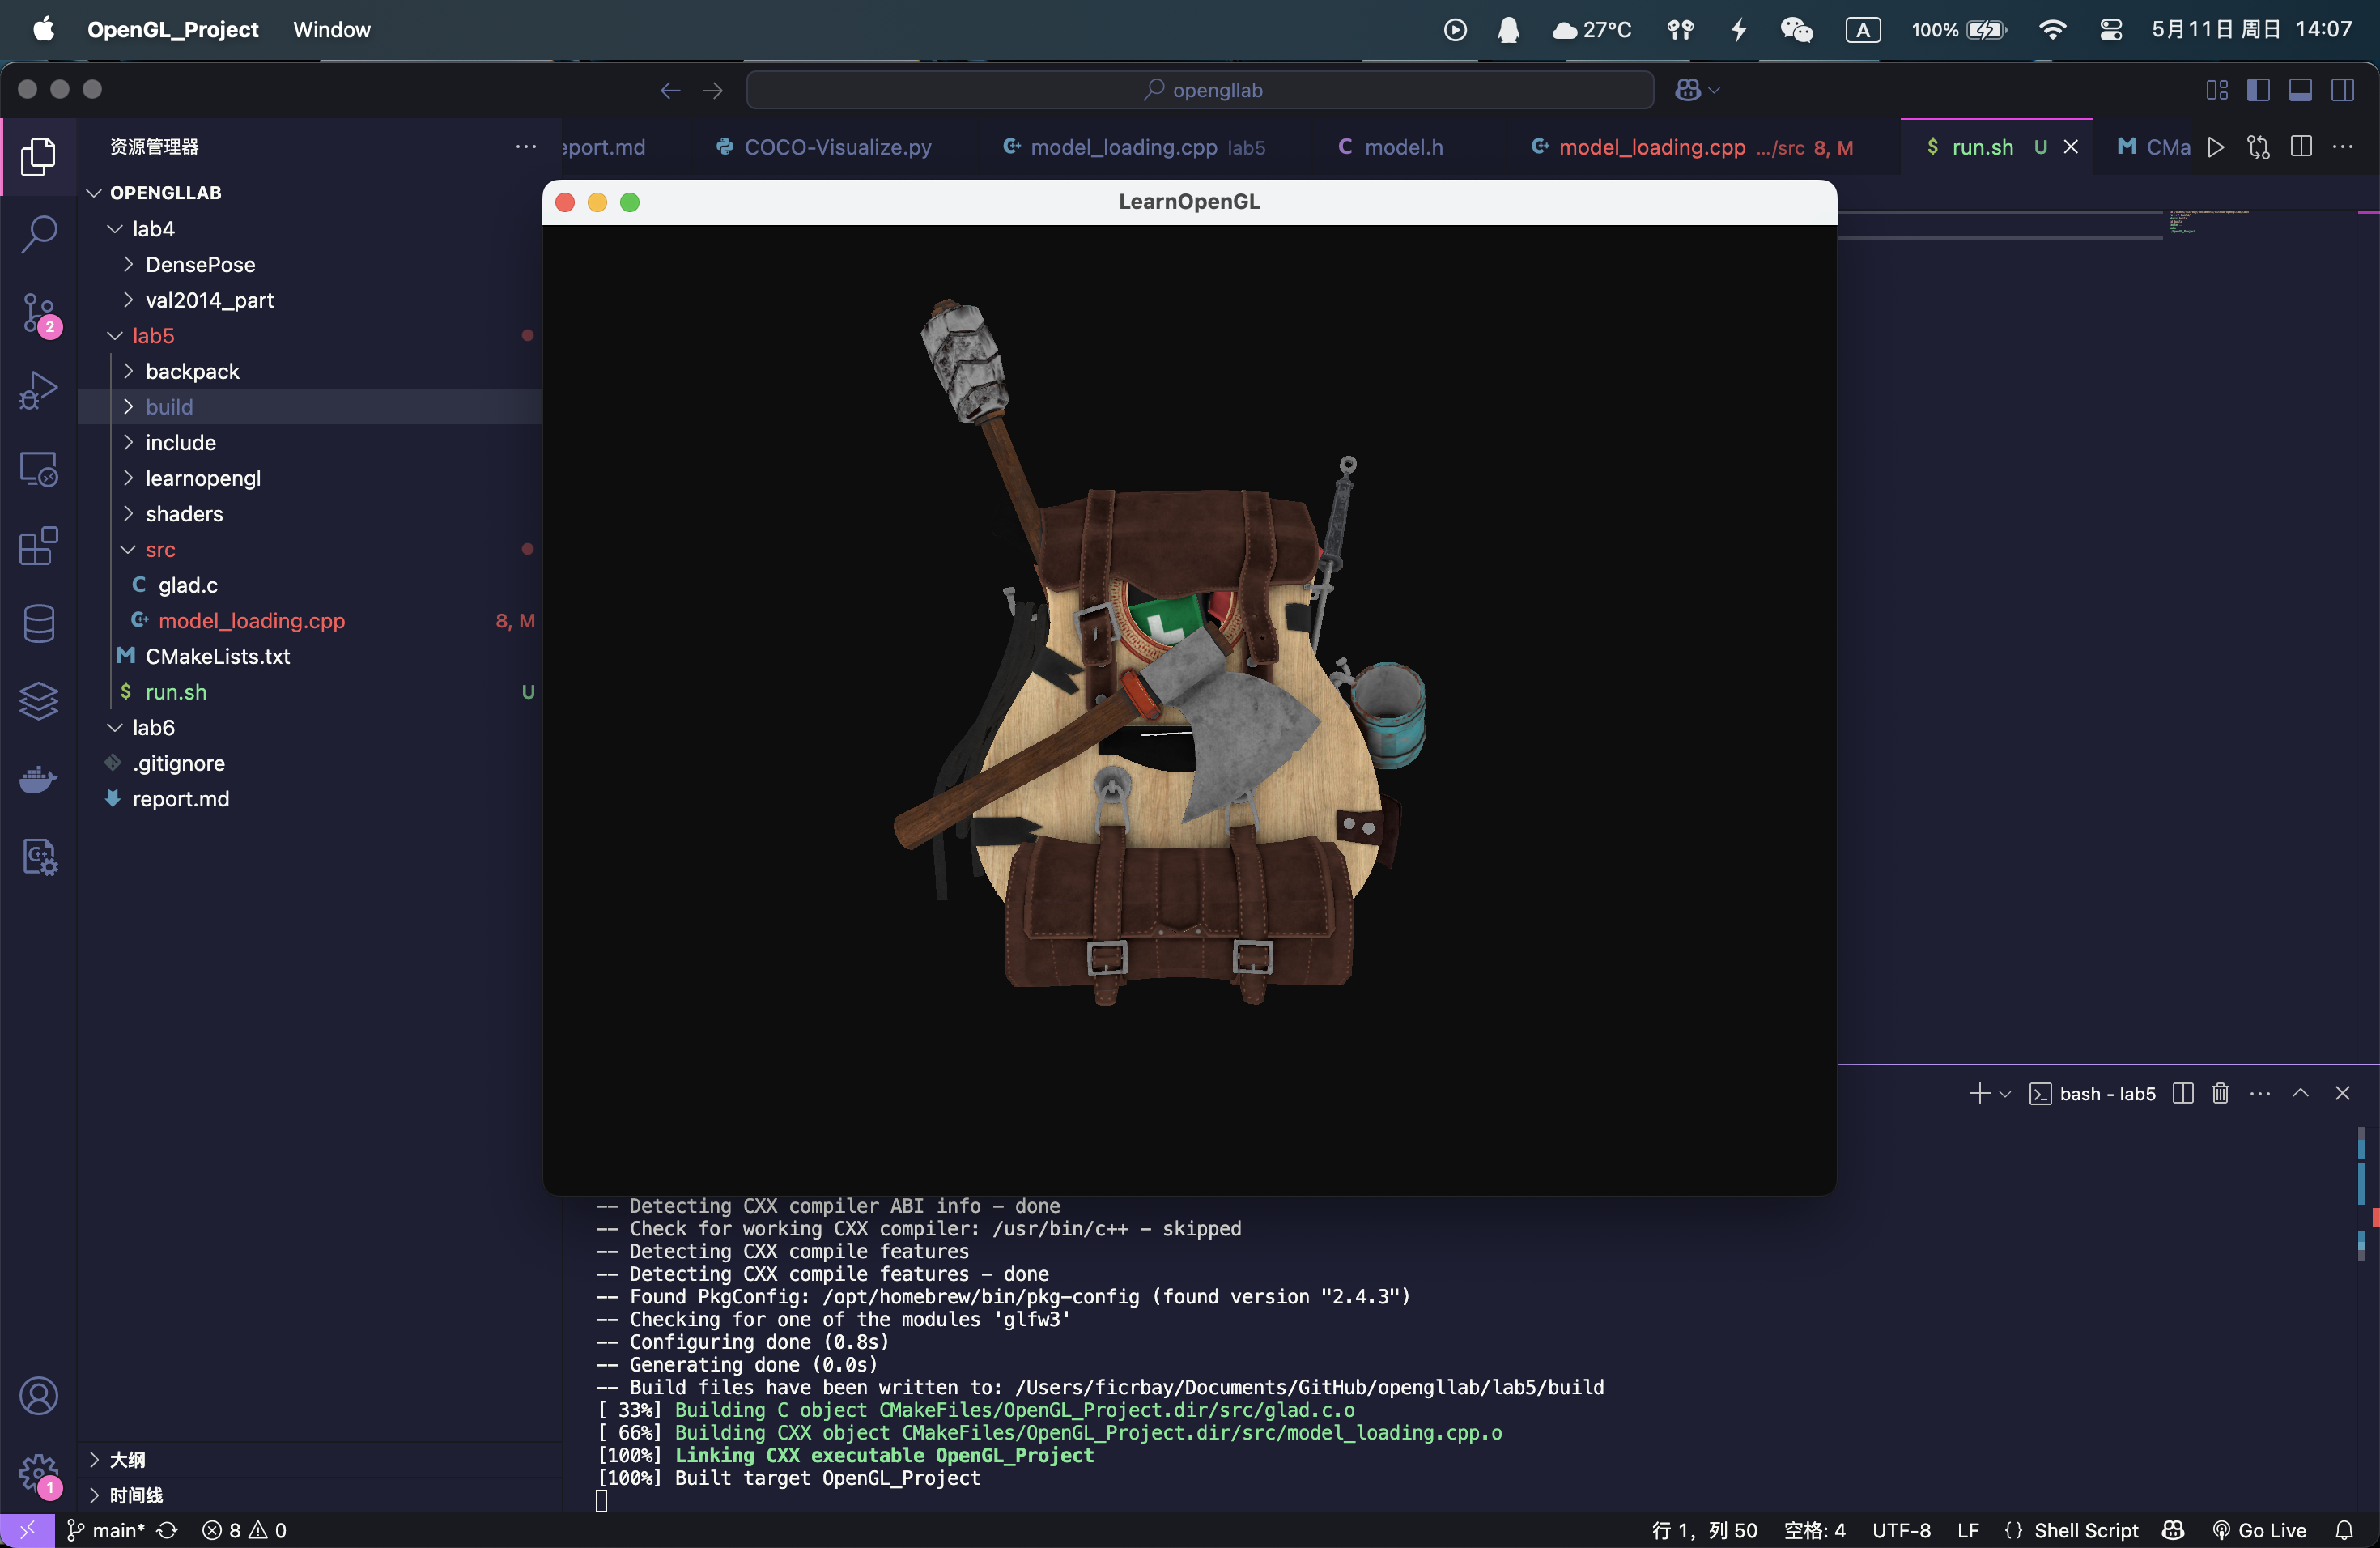 OpenGL_Project Window 27°C A 100% 5月11日 周日 14:07
opengllab
资源管理器
eport.md COCO-Visualize.py model_loading.cpp lab5 model.h model_loading.cpp .../src 8, M run.sh U CMa
OPENGLLAB
lab4
DensePose
val2014_part
lab5
backpack
build
include
learnopengl
shaders
src
glad.c
model_loading.cpp 8, M
CMakeLists.txt
run.sh U
lab6
.gitignore
report.md
2
LearnOpenGL
bash - lab5
-- Detecting CXX compiler ABI info - done
-- Check for working CXX compiler: /usr/bin/c++ - skipped
-- Detecting CXX compile features
-- Detecting CXX compile features - done
-- Found PkgConfig: /opt/homebrew/bin/pkg-config (found version "2.4.3")
-- Checking for one of the modules 'glfw3'
-- Configuring done (0.8s)
-- Generating done (0.0s)
-- Build files have been written to: /Users/ficrbay/Documents/GitHub/opengllab/lab5/build
[ 33%] Building C object CMakeFiles/OpenGL_Project.dir/src/glad.c.o
[ 66%] Building CXX object CMakeFiles/OpenGL_Project.dir/src/model_loading.cpp.o
[100%] Linking CXX executable OpenGL_Project
[100%] Built target OpenGL_Project
大纲
时间线
1
main* 8 0 行 1，列 50 空格: 4 UTF-8 LF {} Shell Script Go Live